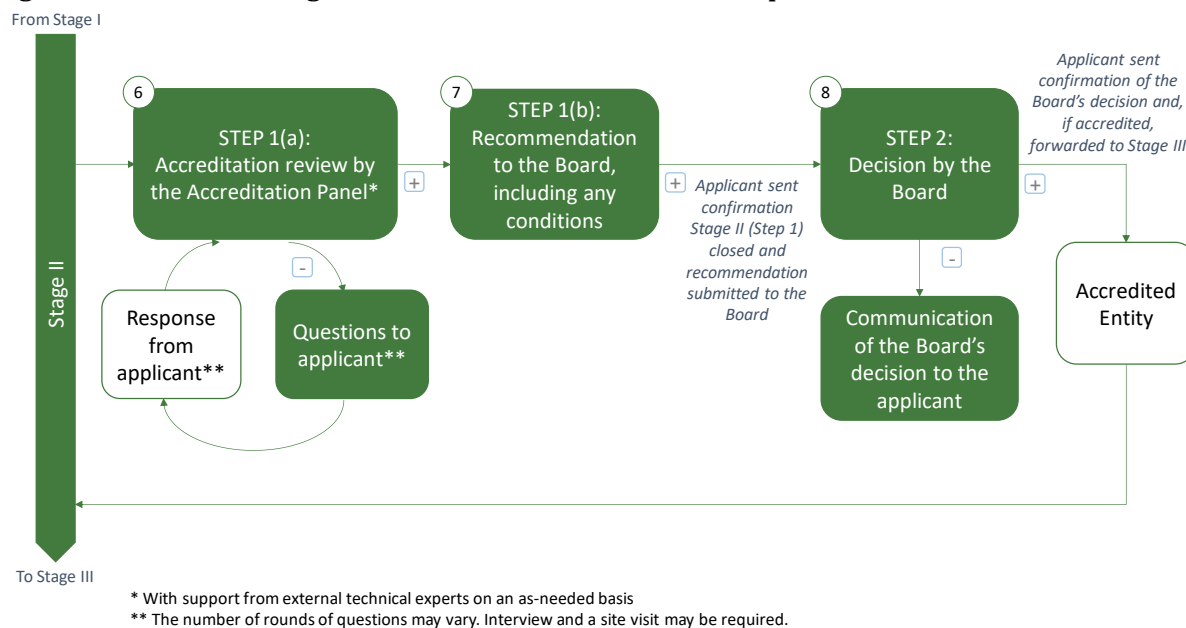 From Stage I
Stage II
To Stage III
6
STEP 1(a):
Accreditation review by
the Accreditation Panel*
+
-
Response
from
applicant**
Questions to
applicant**
7
STEP 1(b):
Recommendation
to the Board,
including any
conditions
+
Applicant sent
confirmation
Stage II (Step 1)
closed and
recommendation
submitted to the
Board
8
STEP 2:
Decision by the
Board
+
-
Communication
of the Board's
decision to the
applicant
Applicant sent
confirmation of the
Board's decision and,
if accredited,
forwarded to Stage III
Accredited
Entity
* With support from external technical experts on an as-needed basis
** The number of rounds of questions may vary. Interview and a site visit may be required.